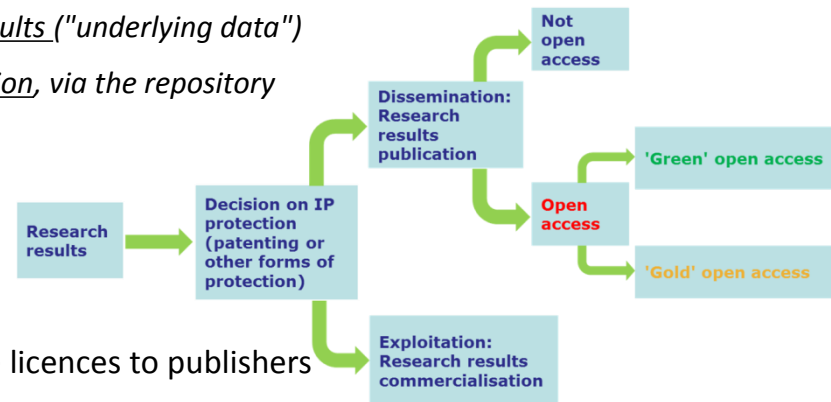 ults ("underlying data")
ion, via the repository
licences to publishers
Research
results
Decision on IP
protection
(patenting or
other forms of
protection)
Dissemination:
Research
results
publication
Not
open
access
Open
access
'Green' open access
'Gold' open access
Exploitation:
Research results
commercialisation